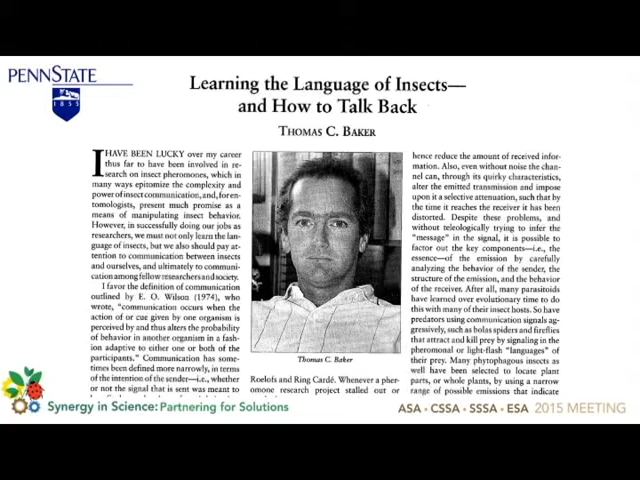 PENNSTATE
1855
Learning the Language of Insects—
and How to Talk Back
THOMAS C. BAKER
I HAVE BEEN LUCKY over my career
thus far to have been involved in re-
search on insect pheromones, which in
many ways epitomize the complexity and
power of insect communication, and, for en-
tomologists, present much promise as a
means of manipulating insect behavior.
However, in successfully doing our jobs as
researchers, we must not only learn the lan-
guage of insects, but we also should pay at-
tention to communication between insects
and ourselves, and ultimately to communi-
cation among fellow researchers and society.
I favor the definition of communication
outlined by E. O. Wilson (1974), who
wrote, "communication occurs when the
action of or cue given by one organism is
perceived by and thus alters the probability
of behavior in another organism in a fash-
ion adaptive to either one or both of the
participants." Communication has some-
times been defined more narrowly, in terms
of the intention of the sender—i.e., whether
or not the signal that is sent was meant to
Thomas C. Baker
Roelofs and Ring Cardé. Whenever a pher-
omone research project stalled out or
hence reduce the amount of received infor-
mation. Also, even without noise the chan-
nel can, through its quirky characteristics,
alter the emitted transmission and impose
upon it a selective attenuation, such that by
the time it reaches the receiver it has been
distorted. Despite these problems, and
without teleologically trying to infer the
"message" in the signal, it is possible to
factor out the key components—i.e., the
essence—of the emission by carefully
analyzing the behavior of the sender, the
structure of the emission, and the behavior
of the receiver. After all, many parasitoids
have learned over evolutionary time to do
this with many of their insect hosts. So have
predators using communication signals ag-
gressively, such as bolas spiders and fireflies
that attract and kill prey by signaling in the
pheromonal or light-flash "languages" of
their prey. Many phytophagous insects as
well have been selected to locate plant
parts, or whole plants, by using a narrow
range of possible emissions that indicate
Synergy in Science: Partnering for Solutions
ASA • CSSA • SSSA • ESA 2015 MEETING